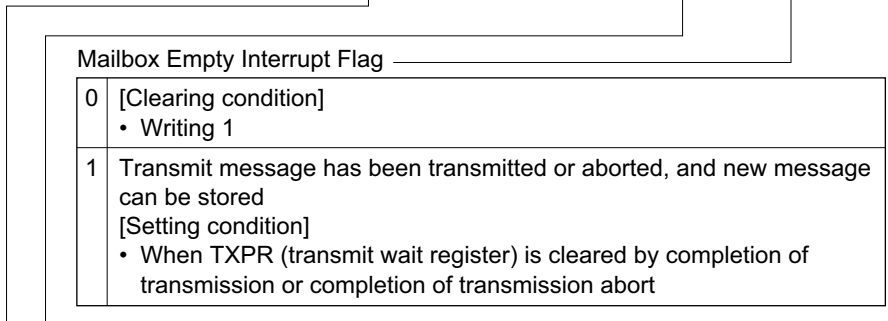 Mailbox Empty Interrupt Flag
0 [Clearing condition]
• Writing 1
1 Transmit message has been transmitted or aborted, and new message
can be stored
[Setting condition]
• When TXPR (transmit wait register) is cleared by completion of
transmission or completion of transmission abort